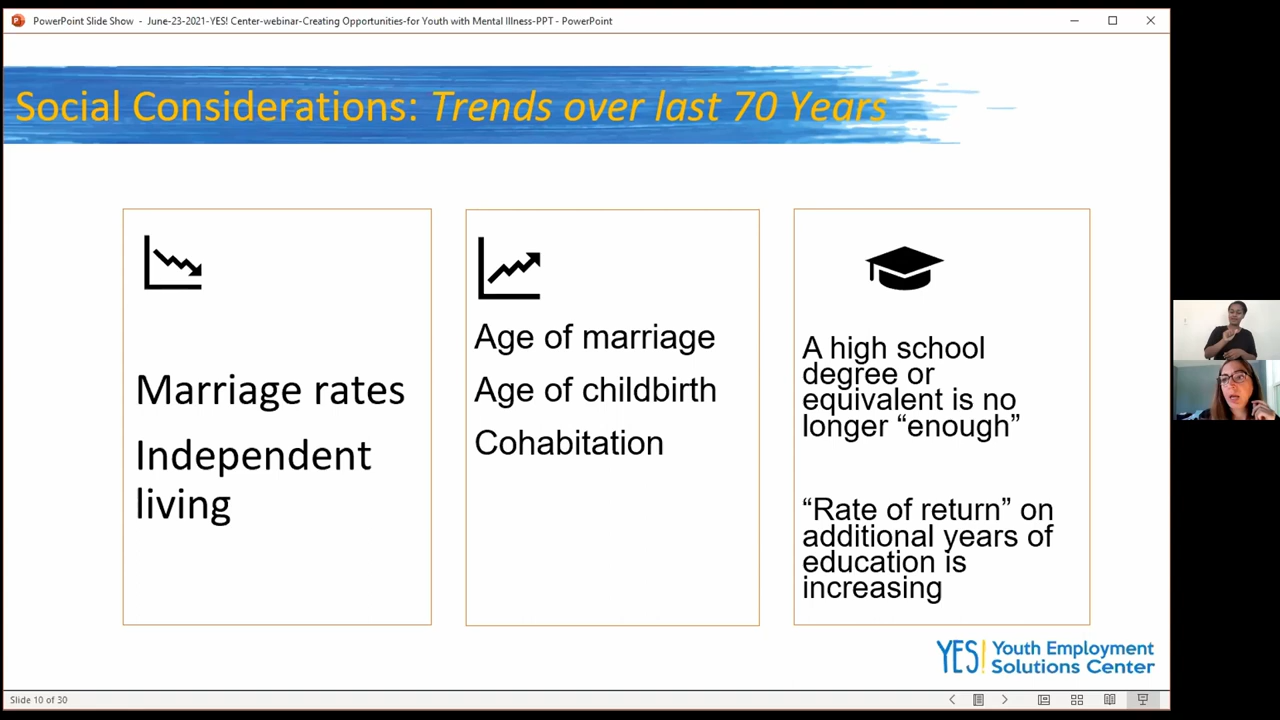 PowerPoint Slide Show - June-23-2021-YES! Center-webinar-Creating Opportunities-for Youth with Mental Illness-PPT - PowerPoint
Social Considerations: Trends over last 70 Years
Marriage rates
Independent
living
Age of marriage
Age of childbirth
Cohabitation
A high school
degree or
equivalent is no
longer “enough”
“Rate of return” on
additional years of
education is
increasing
YES! Youth Employment
Solutions Center
Slide 10 of 30